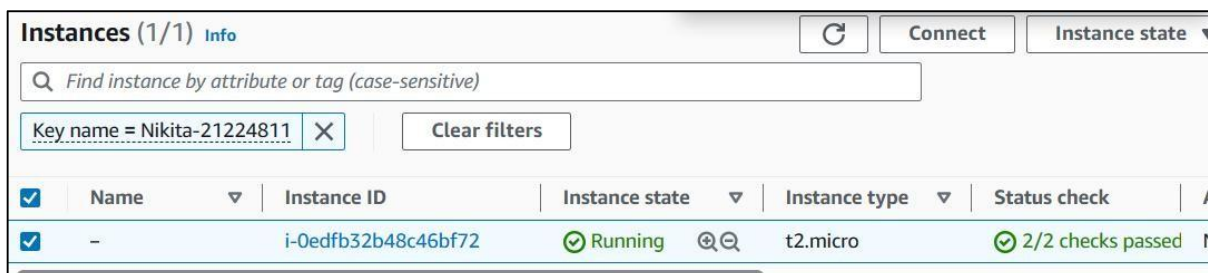 Instances (1/1) Info Connect Instance state
Find instance by attribute or tag (case-sensitive)
Key name = Nikita-21224811 Clear filters
Name Instance ID Instance state Instance type Status check
– i-0edfb32b48c46bf72 Running t2.micro 2/2 checks passed